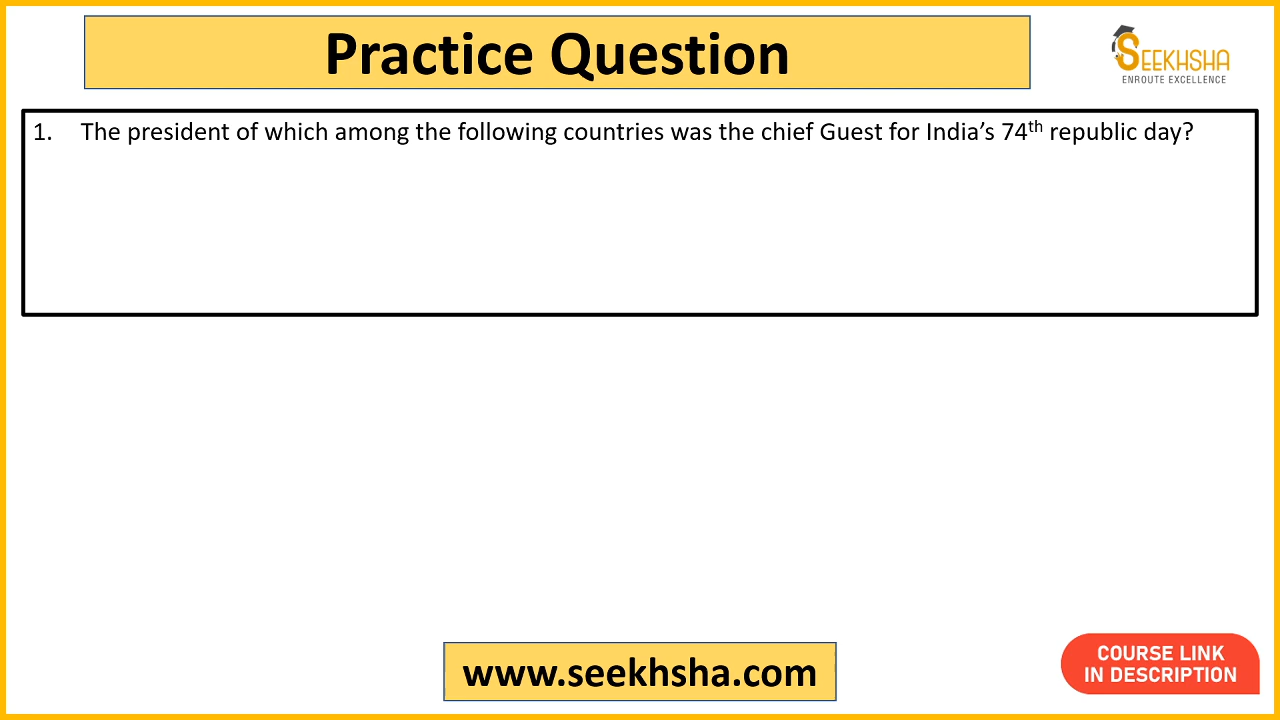 Practice Question
SEEKHSHA
ENROUTE EXCELLENCE
1. The president of which among the following countries was the chief Guest for India’s 74th republic day?
www.seekhsha.com
COURSE LINK
IN DESCRIPTION